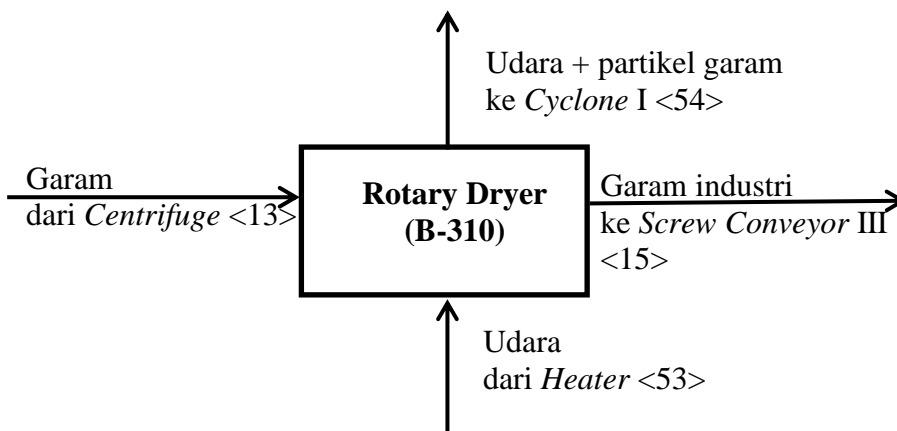 Udara + partikel garam
ke Cyclone I <54>
Garam
dari Centrifuge <13>
Rotary Dryer
(B-310)
Garam industri
ke Screw Conveyor III
<15>
Udara
dari Heater <53>